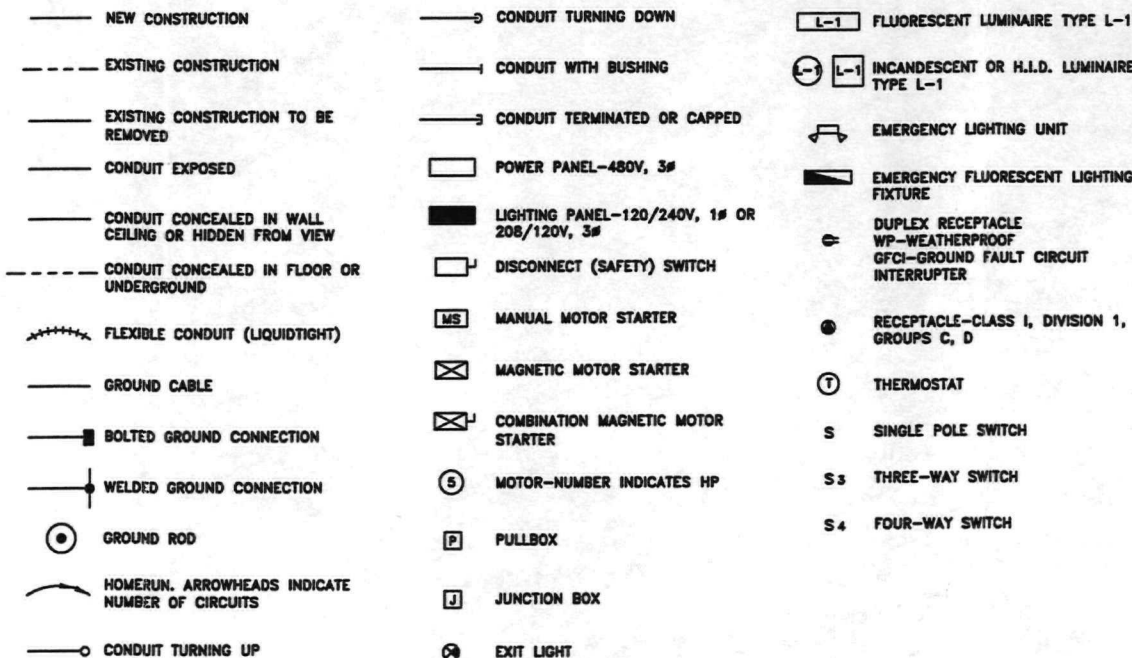 NEW CONSTRUCTION
EXISTING CONSTRUCTION
EXISTING CONSTRUCTION TO BE
REMOVED
CONDUIT EXPOSED
CONDUIT CONCEALED IN WALL
CEILING OR HIDDEN FROM VIEW
CONDUIT CONCEALED IN FLOOR OR
UNDERGROUND
FLEXIBLE CONDUIT (LIQUIDTIGHT)
GROUND CABLE
BOLTED GROUND CONNECTION
WELDED GROUND CONNECTION
GROUND ROD
HOMERUN. ARROWHEADS INDICATE
NUMBER OF CIRCUITS
CONDUIT TURNING UP
CONDUIT TURNING DOWN
CONDUIT WITH BUSHING
CONDUIT TERMINATED OR CAPPED
POWER PANEL-480V, 3ø
LIGHTING PANEL-120/240V, 1ø OR
208/120V, 3ø
DISCONNECT (SAFETY) SWITCH
MS MANUAL MOTOR STARTER
MAGNETIC MOTOR STARTER
COMBINATION MAGNETIC MOTOR
STARTER
5 MOTOR-NUMBER INDICATES HP
P PULLBOX
J JUNCTION BOX
EXIT LIGHT
L-1 FLUORESCENT LUMINAIRE TYPE L-1
L-1 L-1 INCANDESCENT OR H.I.D. LUMINAIRE
TYPE L-1
EMERGENCY LIGHTING UNIT
EMERGENCY FLUORESCENT LIGHTING
FIXTURE
DUPLEX RECEPTACLE
WP-WEATHERPROOF
GFCI-GROUND FAULT CIRCUIT
INTERRUPTER
RECEPTACLE-CLASS I, DIVISION 1,
GROUPS C, D
T THERMOSTAT
S SINGLE POLE SWITCH
S3 THREE-WAY SWITCH
S4 FOUR-WAY SWITCH